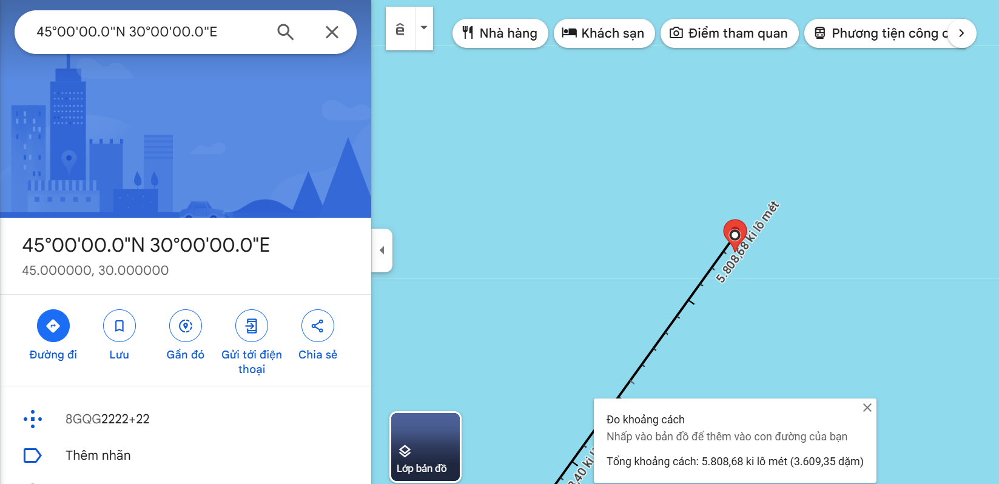 45°00'00.0"N 30°00'00.0"E
ê
Nhà hàng
Khách sạn
Điểm tham quan
Phương tiện công c
45°00'00.0"N 30°00'00.0"E
45.000000, 30.000000
5.808,68 ki lô mét
Đường đi
Lưu
Gần đó
Gửi tới điện
thoại
Chia sẻ
8GQG2222+22
Thêm nhãn
Lớp bản đồ
,40 ki lô
Đo khoảng cách
Nhấp vào bản đồ để thêm vào con đường của bạn
Tổng khoảng cách: 5.808,68 ki lô mét (3.609,35 dặm)